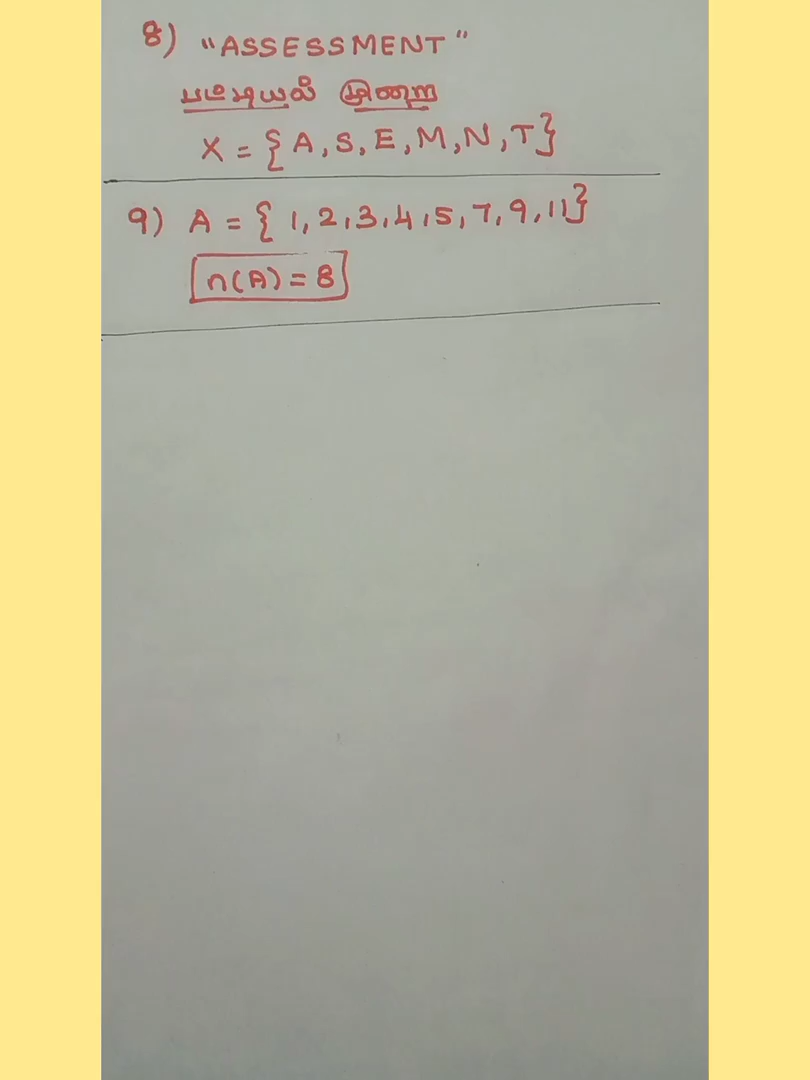 8) "ASSESSMENT"
பட்டியல் முறை
X = { A, S, E, M, N, T }
9) A = { 1, 2, 3, 4, 5, 7, 9, 11 }
n(A) = 8